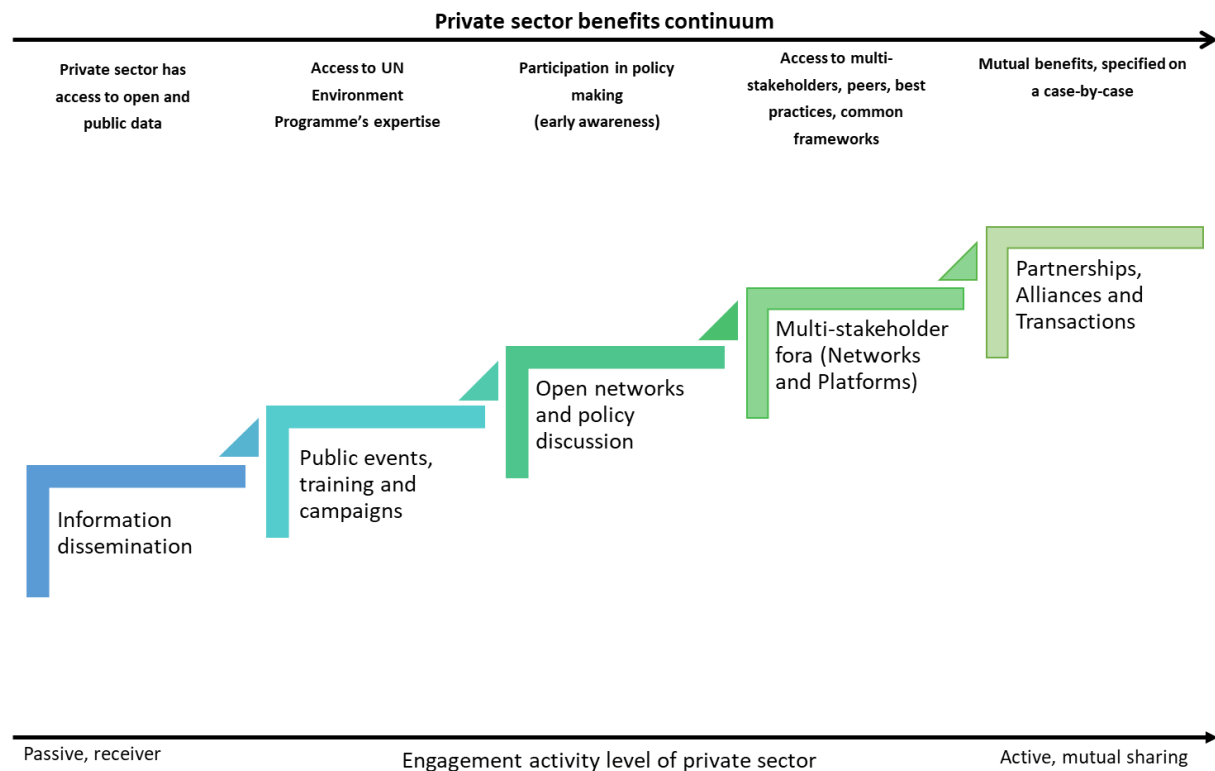 Private sector benefits continuum
Private sector has
access to open and
public data
Access to UN
Environment
Programme's expertise
Participation in policy
making
(early awareness)
Access to multi-
stakeholders, peers, best
practices, common
frameworks
Mutual benefits, specified on
a case-by-case
Information
dissemination
Public events,
training and
campaigns
Open networks
and policy
discussion
Multi-stakeholder
fora (Networks
and Platforms)
Partnerships,
Alliances and
Transactions
Passive, receiver
Engagement activity level of private sector
Active, mutual sharing